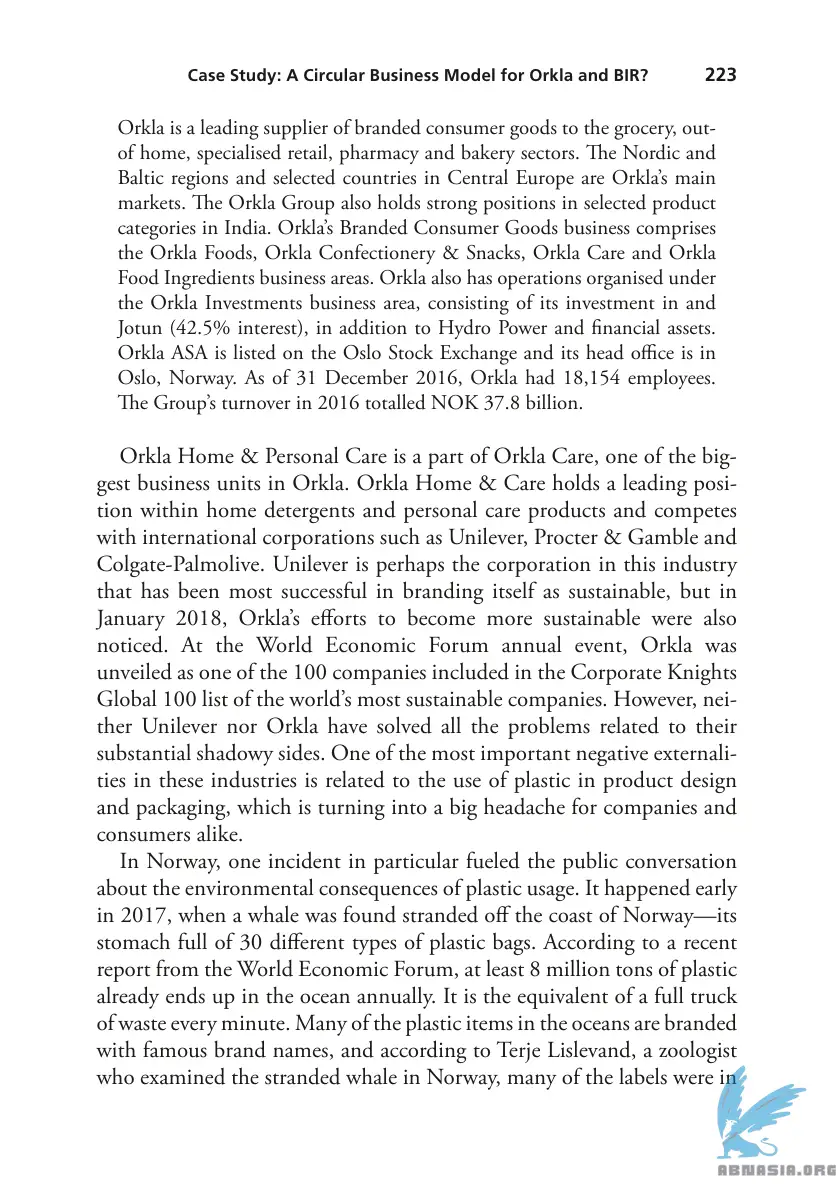 Case Study: A Circular Business Model for Orkla and BIR? 223
Orkla is a leading supplier of branded consumer goods to the grocery, out-
of home, specialised retail, pharmacy and bakery sectors. The Nordic and
Baltic regions and selected countries in Central Europe are Orkla’s main
markets. The Orkla Group also holds strong positions in selected product
categories in India. Orkla’s Branded Consumer Goods business comprises
the Orkla Foods, Orkla Confectionery & Snacks, Orkla Care and Orkla
Food Ingredients business areas. Orkla also has operations organised under
the Orkla Investments business area, consisting of its investment in and
Jotun (42.5% interest), in addition to Hydro Power and financial assets.
Orkla ASA is listed on the Oslo Stock Exchange and its head office is in
Oslo, Norway. As of 31 December 2016, Orkla had 18,154 employees.
The Group’s turnover in 2016 totalled NOK 37.8 billion.
Orkla Home & Personal Care is a part of Orkla Care, one of the big-
gest business units in Orkla. Orkla Home & Care holds a leading posi-
tion within home detergents and personal care products and competes
with international corporations such as Unilever, Procter & Gamble and
Colgate-Palmolive. Unilever is perhaps the corporation in this industry
that has been most successful in branding itself as sustainable, but in
January 2018, Orkla’s efforts to become more sustainable were also
noticed. At the World Economic Forum annual event, Orkla was
unveiled as one of the 100 companies included in the Corporate Knights
Global 100 list of the world’s most sustainable companies. However, nei-
ther Unilever nor Orkla have solved all the problems related to their
substantial shadowy sides. One of the most important negative externali-
ties in these industries is related to the use of plastic in product design
and packaging, which is turning into a big headache for companies and
consumers alike.
In Norway, one incident in particular fueled the public conversation
about the environmental consequences of plastic usage. It happened early
in 2017, when a whale was found stranded off the coast of Norway—its
stomach full of 30 different types of plastic bags. According to a recent
report from the World Economic Forum, at least 8 million tons of plastic
already ends up in the ocean annually. It is the equivalent of a full truck
of waste every minute. Many of the plastic items in the oceans are branded
with famous brand names, and according to Terje Lislevand, a zoologist
who examined the stranded whale in Norway, many of the labels were in
ABNASIA.ORG